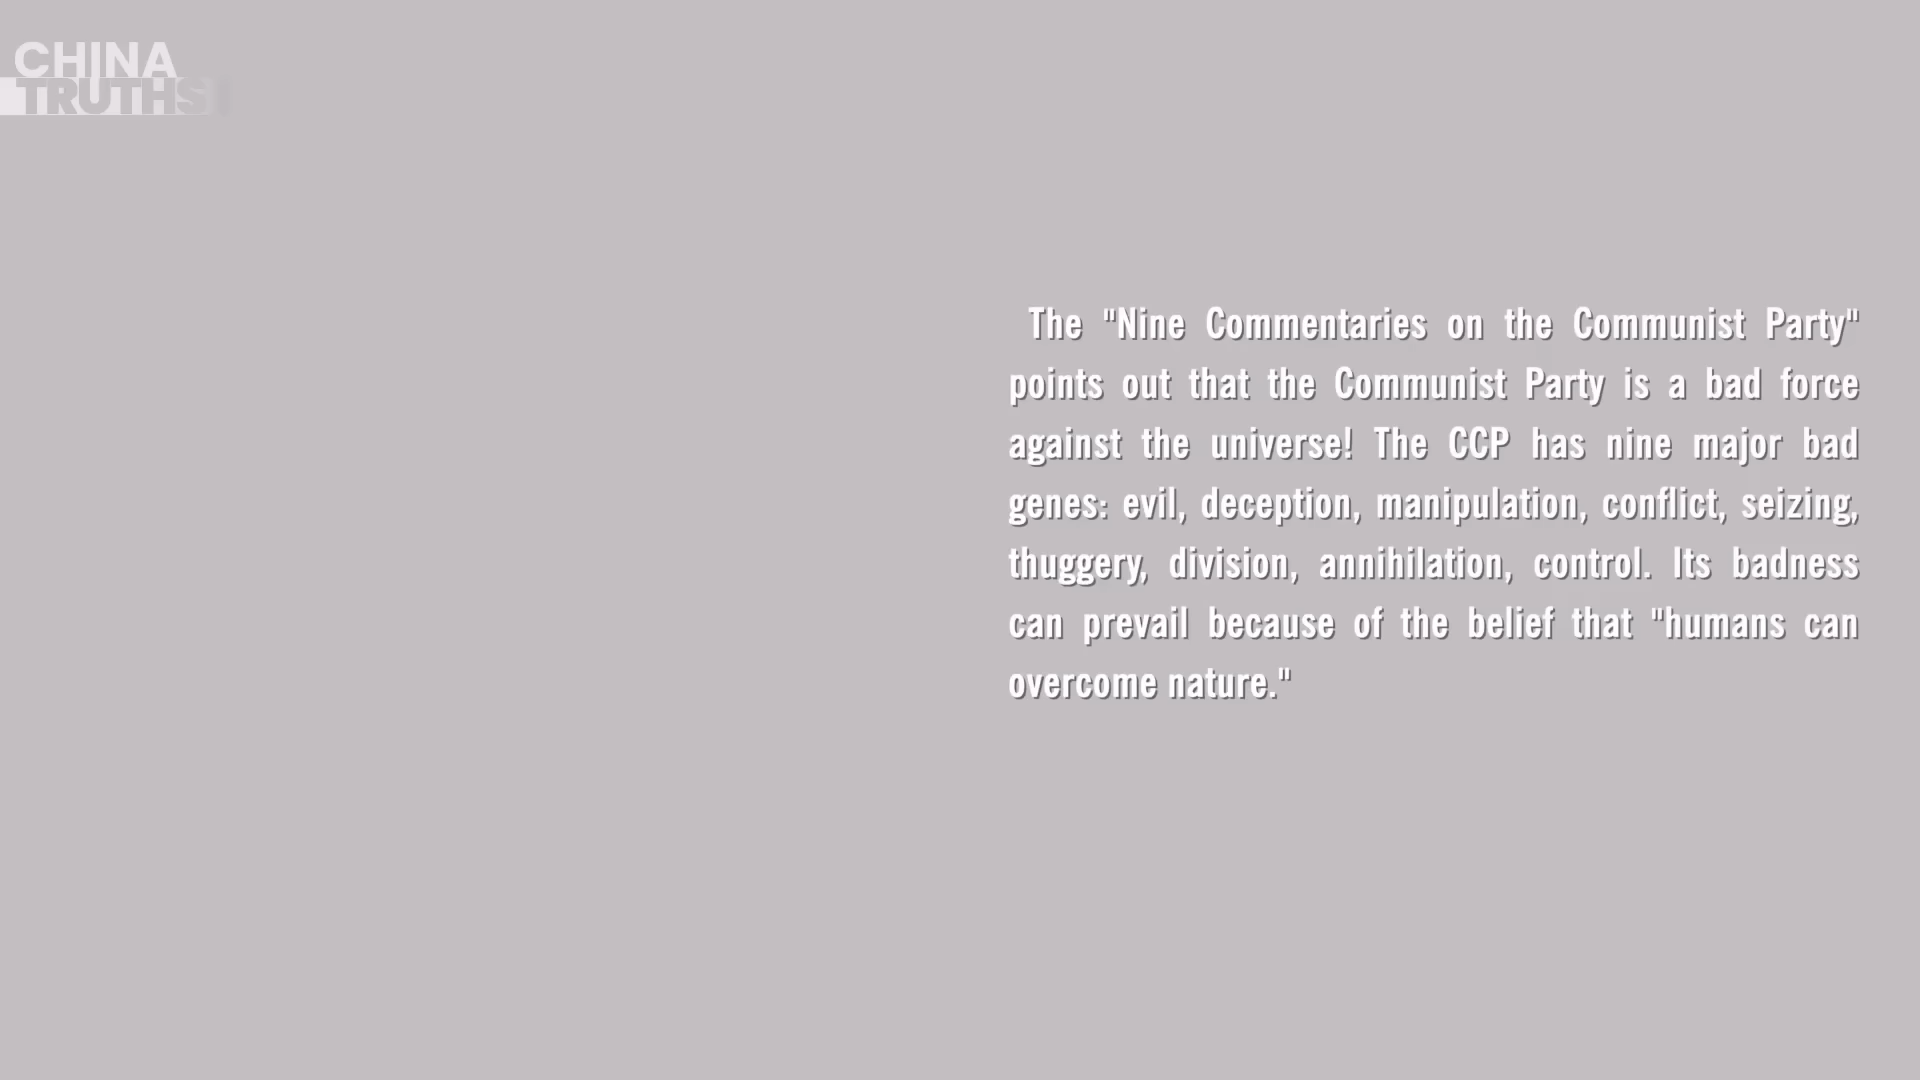 CHINA
TRUTHS
The "Nine Commentaries on the Communist Party"
points out that the Communist Party is a bad force
against the universe! The CCP has nine major bad
genes: evil, deception, manipulation, conflict, seizing,
thuggery, division, annihilation, control. Its badness
can prevail because of the belief that "humans can
overcome nature."